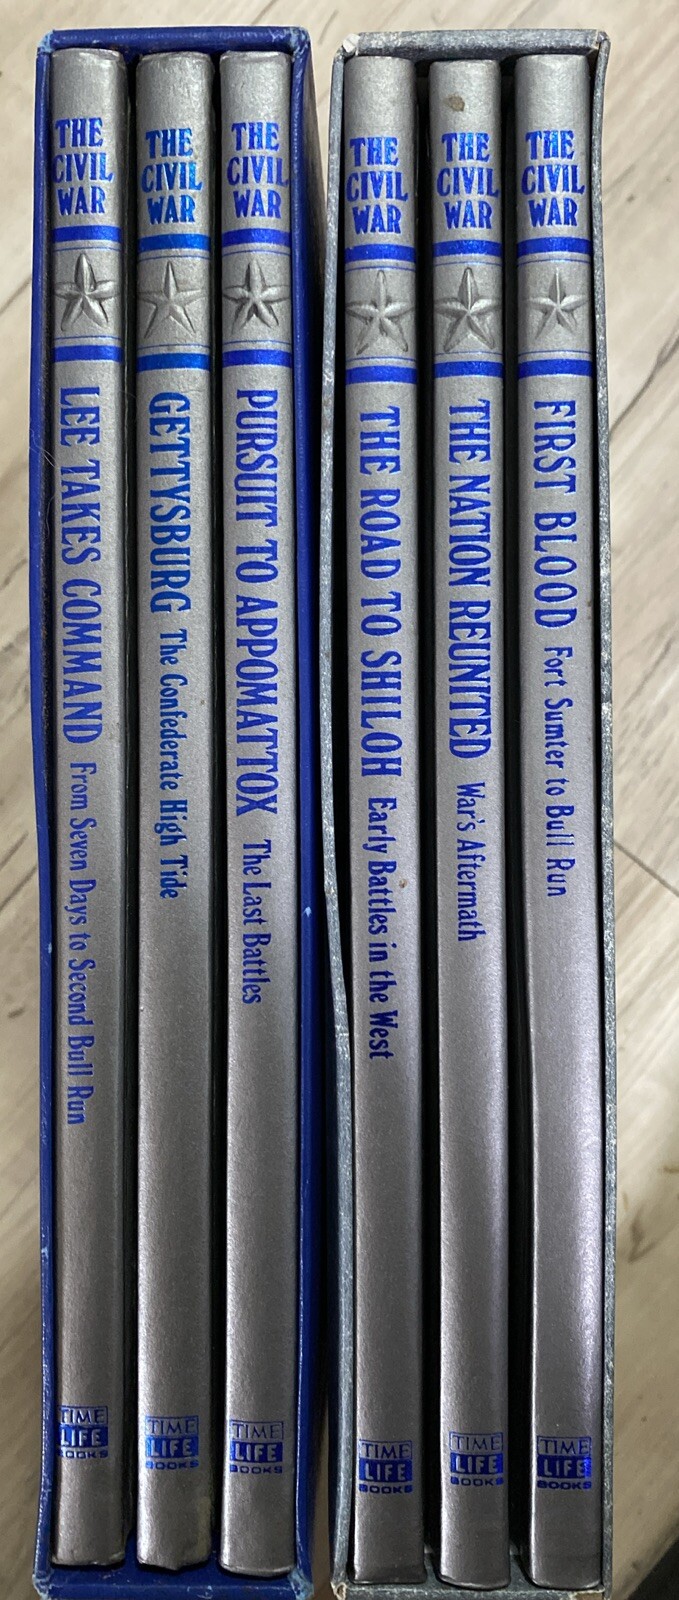 THE
CIVIL
WAR
LEE TAKES COMMAND From Seven Days to Second Bull Run
TIME
LIFE
BOOKS
THE
CIVIL
WAR
GETTYSBURG The Confederate High Tide
TIME
LIFE
BOOKS
THE
CIVIL
WAR
PURSUIT TO APPOMATTOX The Last Battles
TIME
LIFE
BOOKS
THE
CIVIL
WAR
THE ROAD TO SHILOH Early Battles in the West
TIME
LIFE
BOOKS
THE
CIVIL
WAR
THE NATION REUNITED War's Aftermath
TIME
LIFE
BOOKS
THE
CIVIL
WAR
FIRST BLOOD Fort Sumter to Bull Run
TIME
LIFE
BOOKS